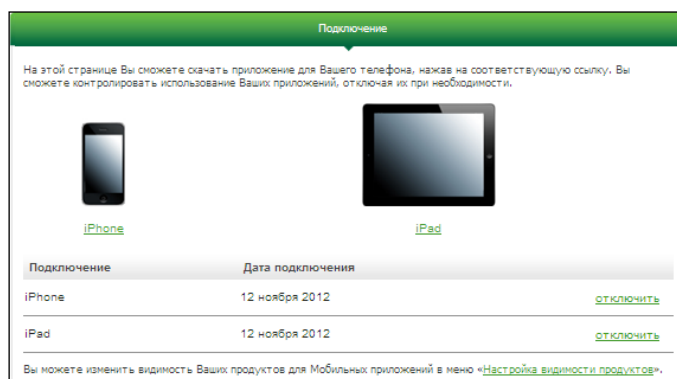 Подключение
На этой странице Вы сможете скачать приложение для Вашего телефона, нажав на соответствующую ссылку. Вы
сможете контролировать использование Ваших приложений, отключая их при необходимости.
iPhone iPad
Подключение Дата подключения
iPhone 12 ноября 2012 отключить
iPad 12 ноября 2012 отключить
Вы можете изменить видимость Ваших продуктов для Мобильных приложений в меню «Настройка видимости продуктов».